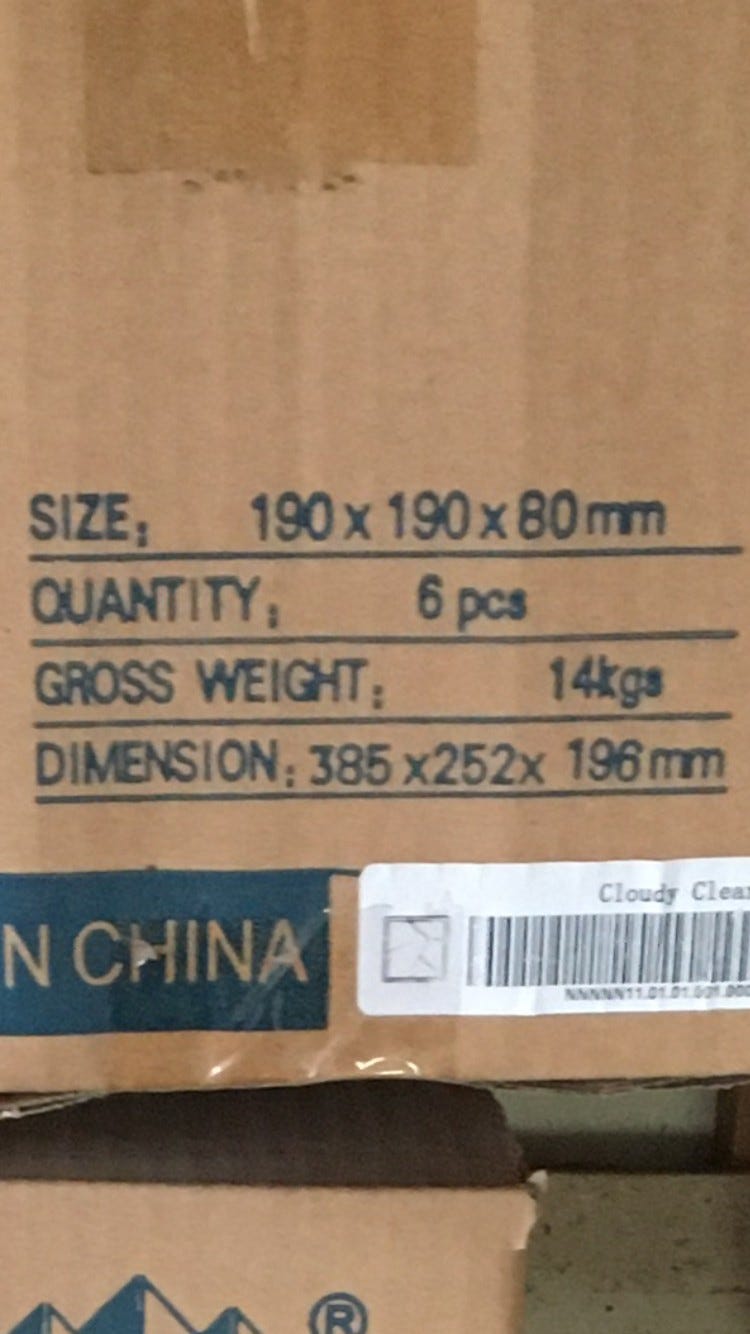 SIZE: 190 x 190 x 80mm
QUANTITY: 6 pcs
GROSS WEIGHT: 14kgs
DIMENSION: 385 x252x 196mm
N CHINA
Cloudy Clear
®